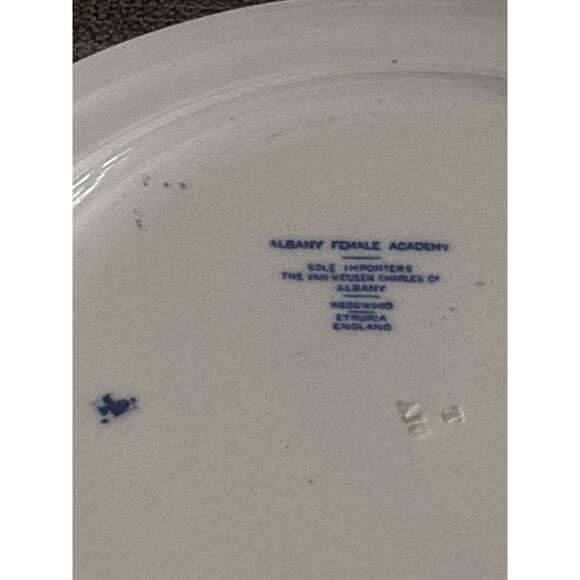 ALBANY FEMALE ACADEMY
SOLE IMPORTERS
THE VAN HEUSEN CHARLES Co
ALBANY
WEDGWOOD
ETRURIA
ENGLAND